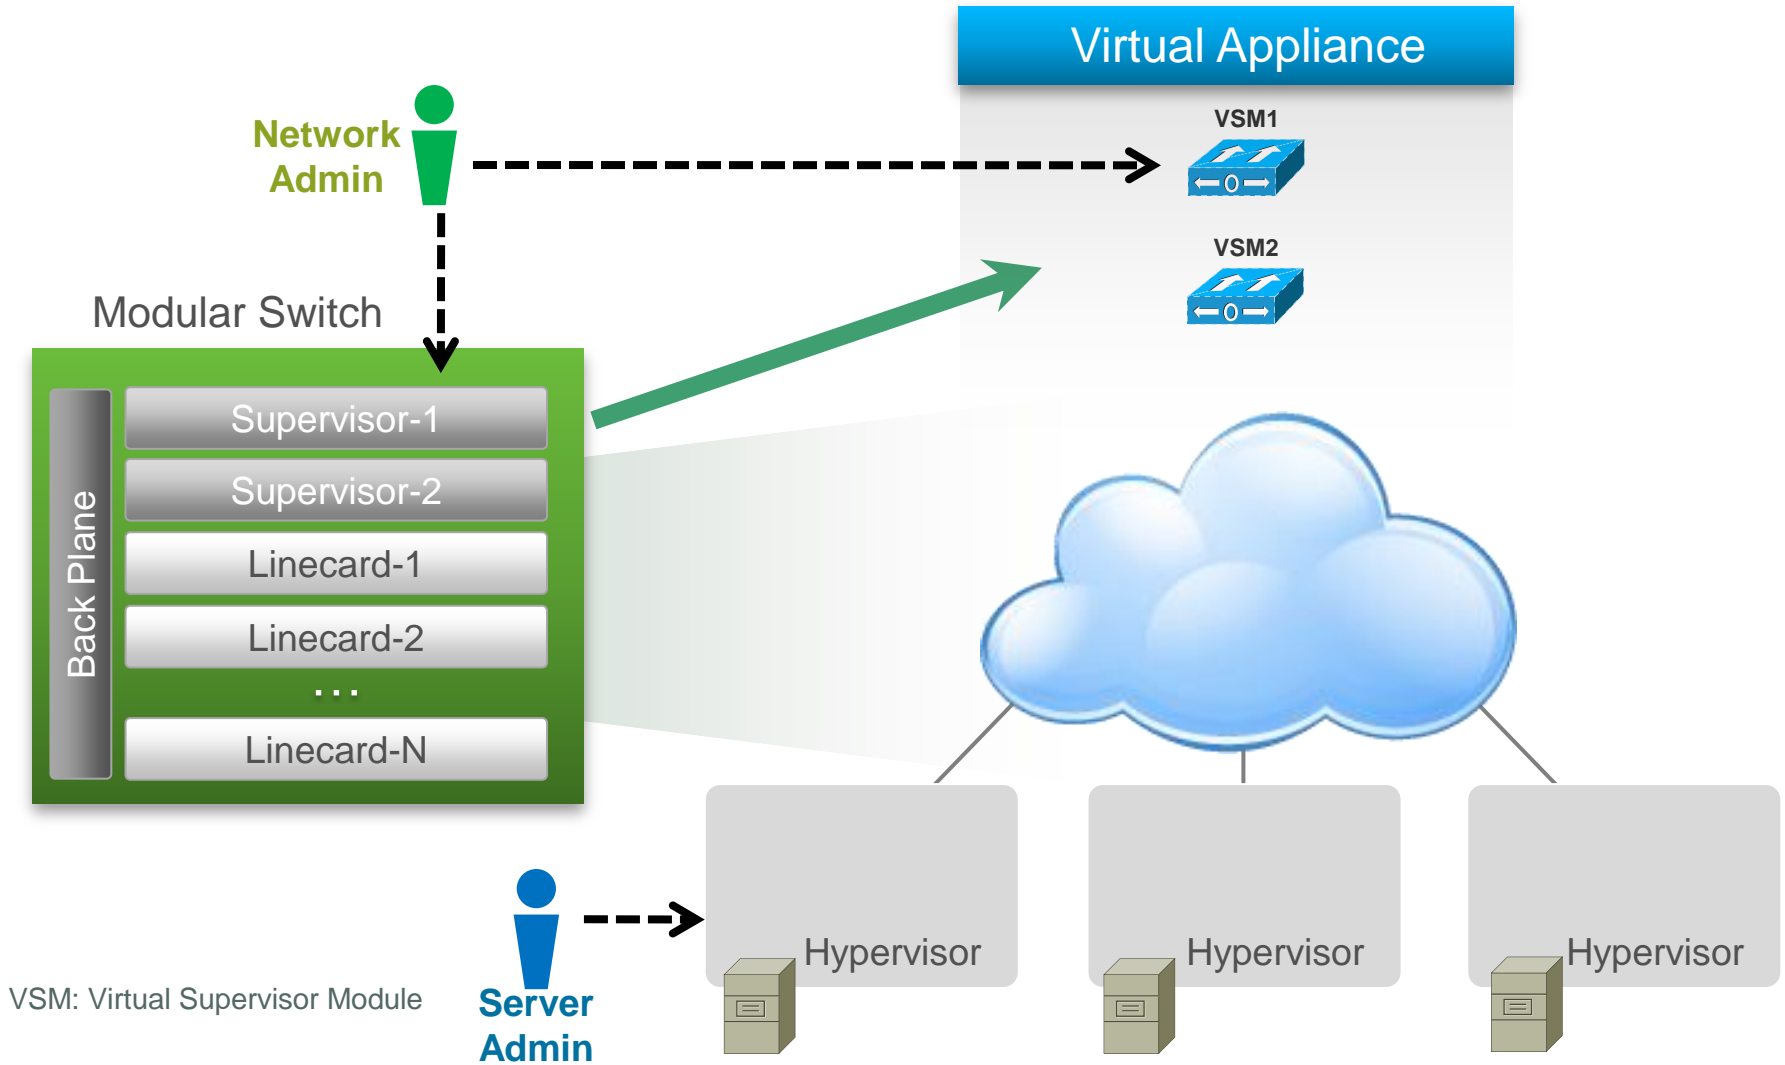 Virtual Appliance
VSM1
Network
Admin
VSM2
Modular Switch
Supervisor-1
Supervisor-2
Linecard-1
Linecard-2
...
Linecard-N
Back Plane
Hypervisor
Hypervisor
Hypervisor
VSM: Virtual Supervisor Module
Server
Admin